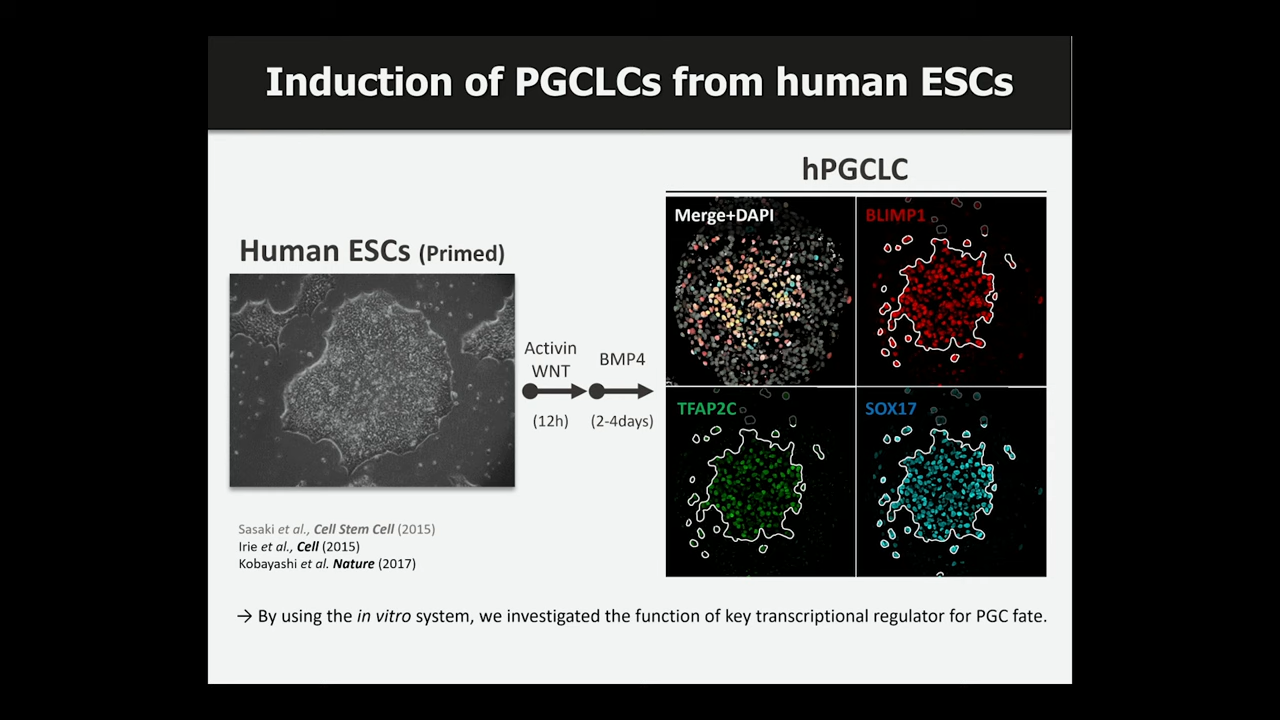 Induction of PGCLCs from human ESCs
hPGCLC
Merge+DAPI
BLIMP1
Human ESCs (Primed)
Activin
WNT
BMP4
(12h)
(2-4days)
TFAP2C
SOX17
Sasaki et al., Cell Stem Cell (2015)
Irie et al., Cell (2015)
Kobayashi et al. Nature (2017)
→ By using the in vitro system, we investigated the function of key transcriptional regulator for PGC fate.